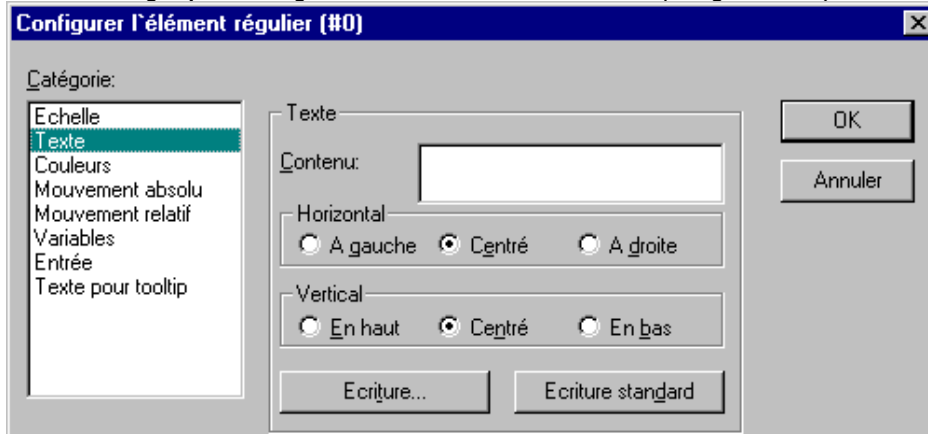 Configurer l`élément régulier (#0)
Catégorie:
Echelle
Texte
Couleurs
Mouvement absolu
Mouvement relatif
Variables
Entrée
Texte pour tooltip
Texte
Contenu:
Horizontal
A gauche Centré A droite
Vertical
En haut Centré En bas
Ecriture... Ecriture standard
OK
Annuler